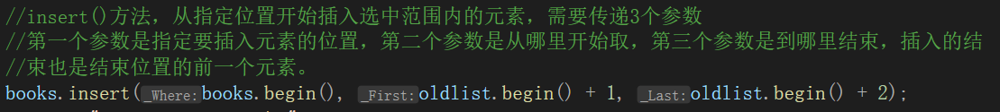 //insert()方法，从指定位置开始插入选中范围内的元素，需要传递3个参数
//第一个参数是指定要插入元素的位置，第二个参数是从哪里开始取，第三个参数是到哪里结束，插入的结
//束也是结束位置的前一个元素。
books.insert(_Where:books.begin(), _First:oldlist.begin() + 1, _Last:oldlist.begin() + 2);